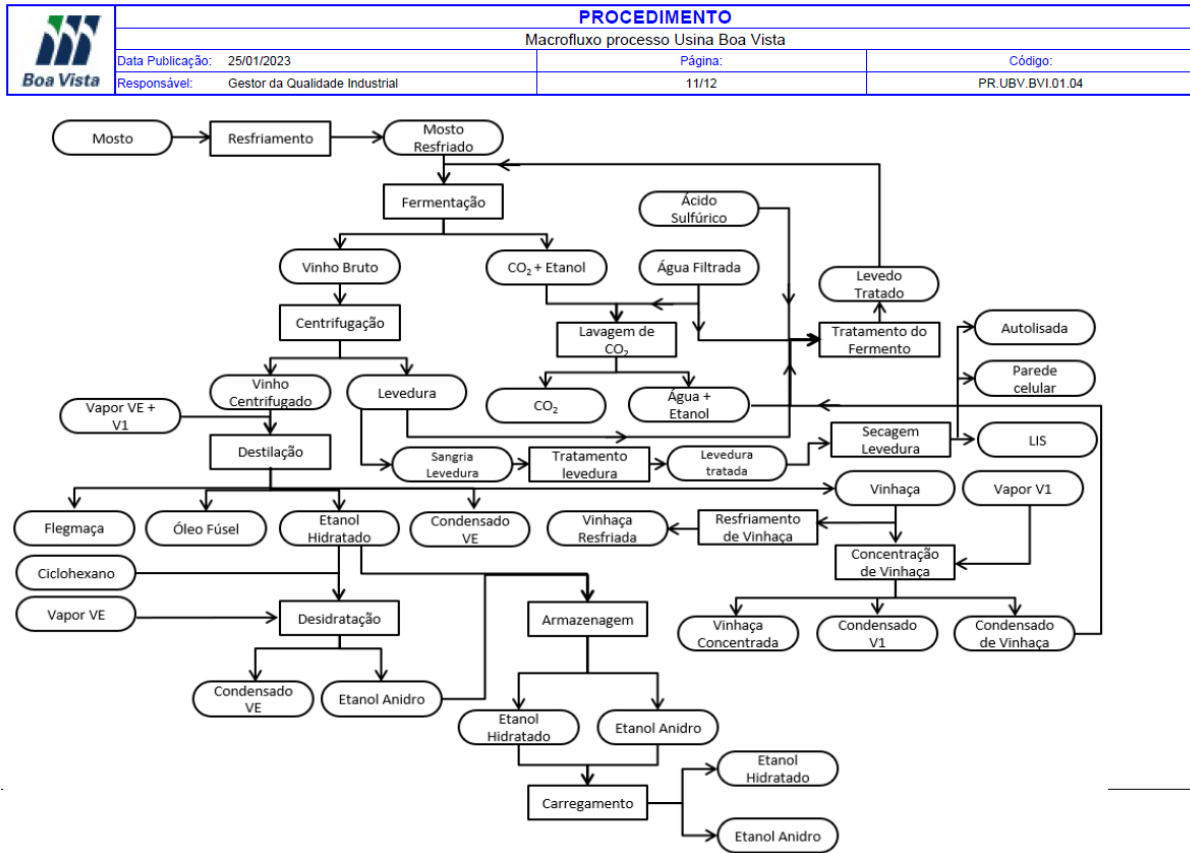 PROCEDIMENTO
Macrofluxo processo Usina Boa Vista
Data Publicação: 25/01/2023 Página: Código:
Boa Vista
Responsável: Gestor da Qualidade Industrial 11/12 PR.UBV.BVI.01.04
Mosto
Resfriamento
Mosto
Resfriado
Fermentação
Ácido
Sulfúrico
Vinho Bruto
CO₂ + Etanol
Água Filtrada
Levedo
Tratado
Centrifugação
Lavagem de
CO₂
Tratamento do
Fermento
Autolisada
Vinho
Centrifugado
Levedura
CO₂
Água +
Etanol
Parede
celular
Vapor VE +
V1
Destilação
Sangria
Levedura
Tratamento
levedura
Levedura
tratada
Secagem
Levedura
LIS
Vinhaça
Vapor V1
Flegmaça
Óleo Fúsel
Etanol
Hidratado
Condensado
VE
Vinhaça
Resfriada
Resfriamento
de Vinhaça
Concentração
de Vinhaça
Ciclohexano
Vapor VE
Desidratação
Armazenagem
Vinhaça
Concentrada
Condensado
V1
Condensado
de Vinhaça
Condensado
VE
Etanol Anidro
Etanol
Hidratado
Etanol Anidro
Carregamento
Etanol
Hidratado
Etanol Anidro